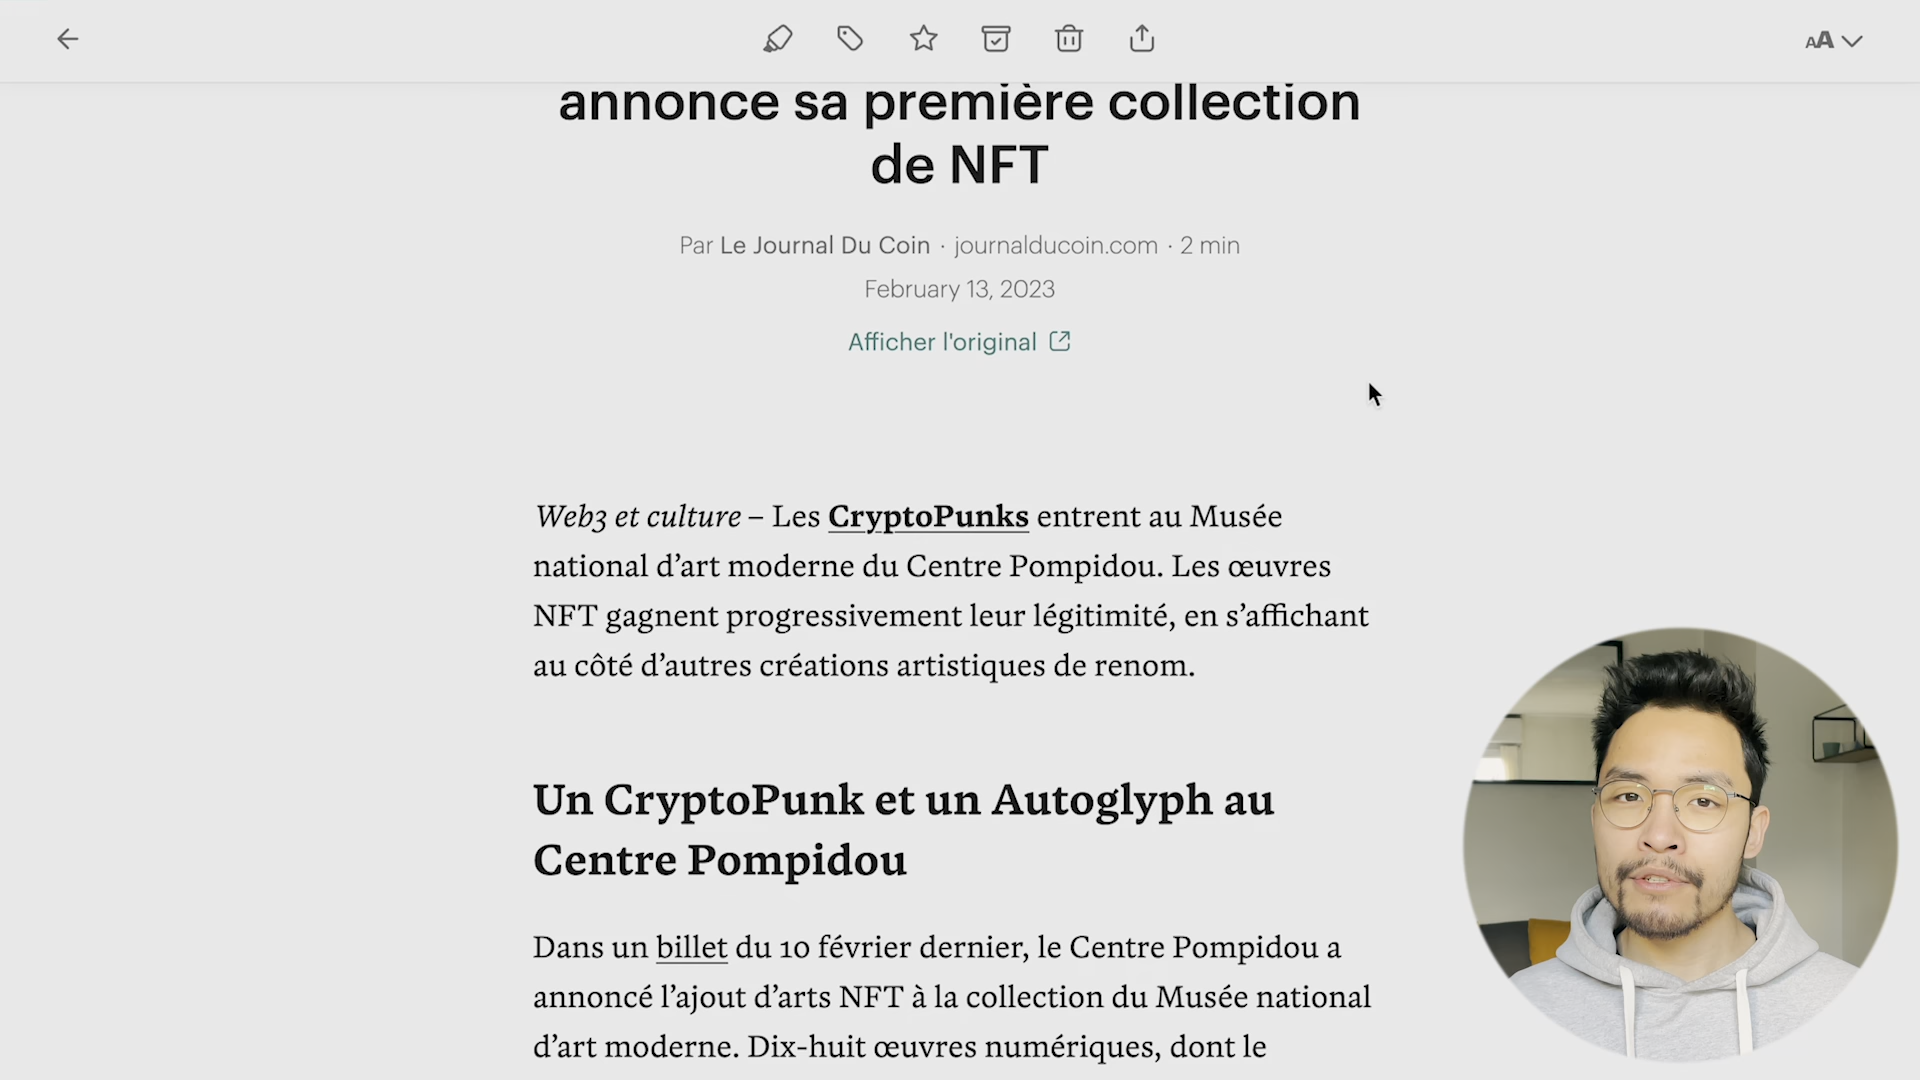 AA
annonce sa première collection
de NFT
Par Le Journal Du Coin · journalducoin.com · 2 min
February 13, 2023
Afficher l'original
Web3 et culture – Les CryptoPunks entrent au Musée
national d’art moderne du Centre Pompidou. Les œuvres
NFT gagnent progressivement leur légitimité, en s’affichant
au côté d’autres créations artistiques de renom.
Un CryptoPunk et un Autoglyph au
Centre Pompidou
Dans un billet du 10 février dernier, le Centre Pompidou a
annoncé l’ajout d’arts NFT à la collection du Musée national
d’art moderne. Dix-huit œuvres numériques, dont le